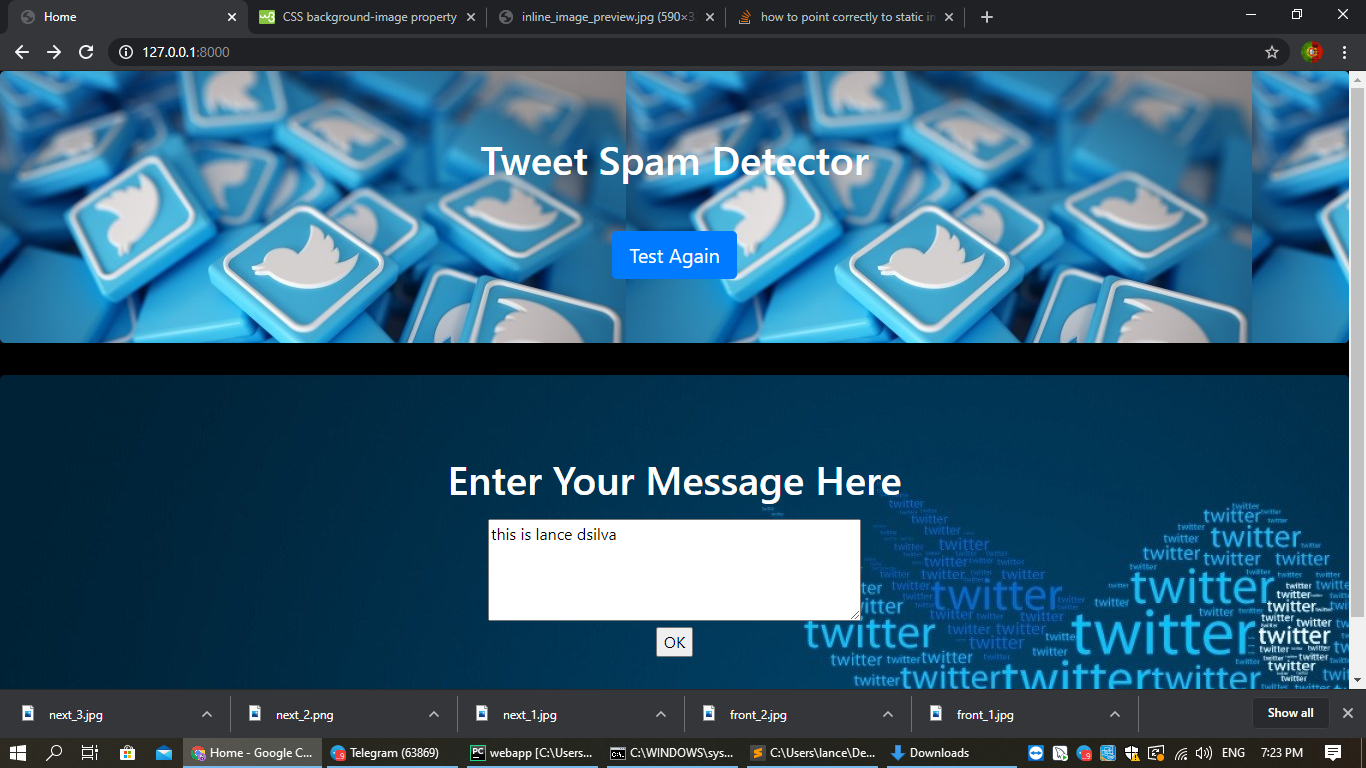 Home
CSS background-image property
inline_image_preview.jpg (590×3
how to point correctly to static in
127.0.0.1:8000
Tweet Spam Detector
Test Again
Enter Your Message Here
this is lance dsilva
OK
twitter
twitter
twitter
twitter
twitter
twitter
twitter
twitter
twitter
twitter
twitter
twitter
next_3.jpg
next_2.png
next_1.jpg
front_2.jpg
front_1.jpg
Show all
Home - Google C...
Telegram (63869)
webapp [C:\Users...
C:\WINDOWS\sys...
C:\Users\lance\De...
Downloads
ENG
7:23 PM